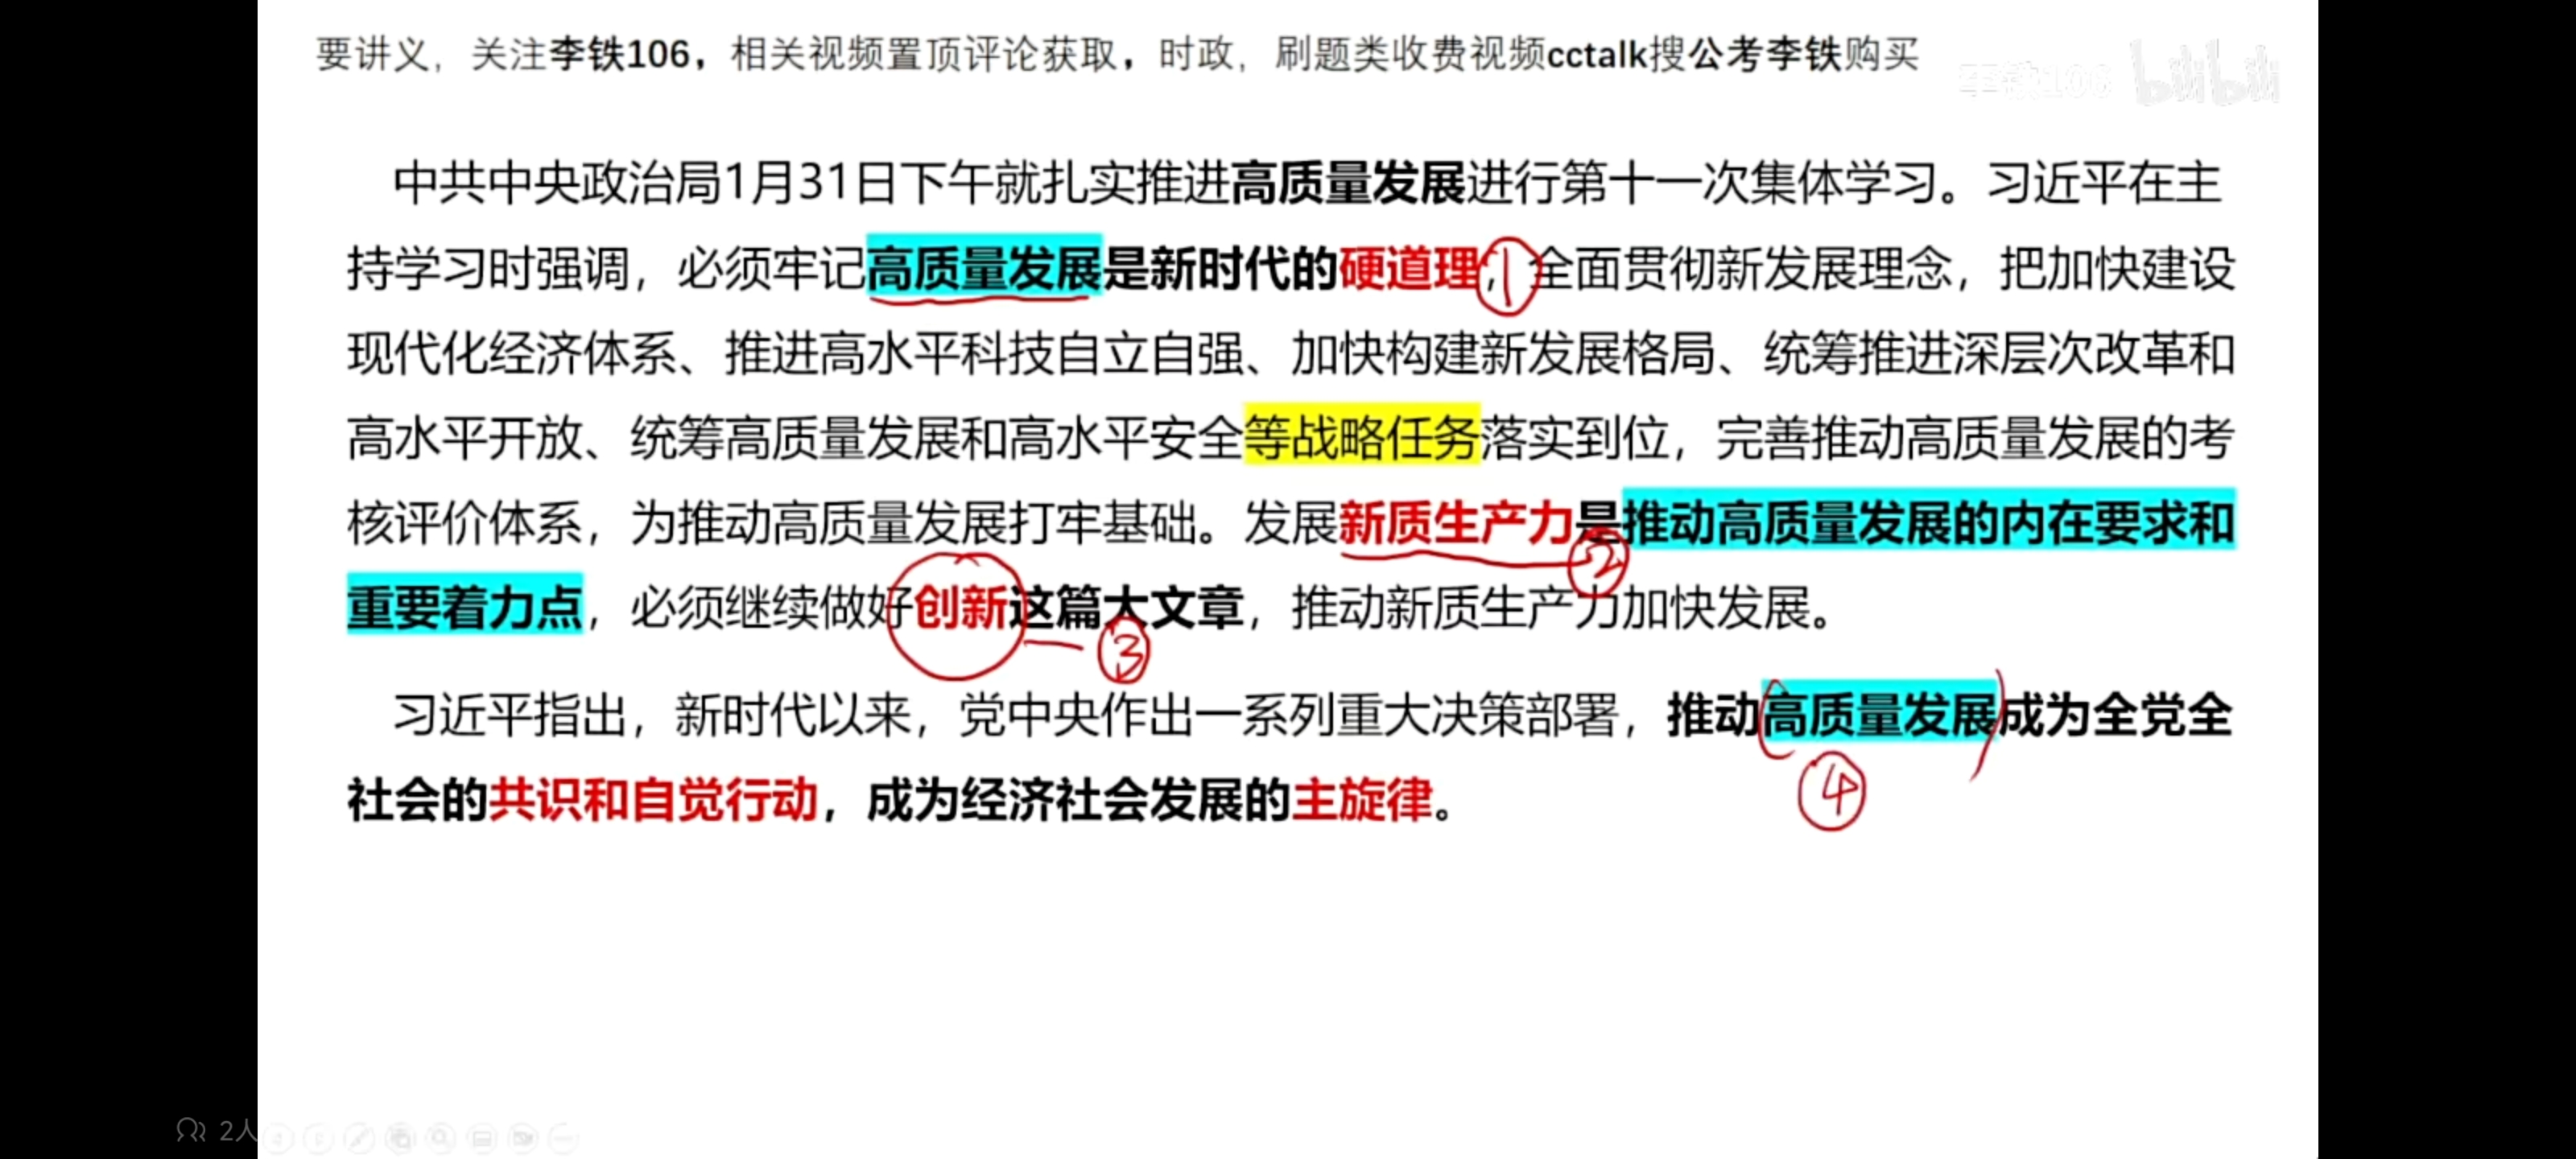 要讲义，关注李铁106，相关视频置顶评论获取，时政，刷题类收费视频cctalk搜公考李铁购买
李铁106 bilibili
中共中央政治局1月31日下午就扎实推进高质量发展进行第十一次集体学习。习近平在主
持学习时强调，必须牢记高质量发展是新时代的硬道理，①全面贯彻新发展理念，把加快建设
现代化经济体系、推进高水平科技自立自强、加快构建新发展格局、统筹推进深层次改革和
高水平开放、统筹高质量发展和高水平安全等战略任务落实到位，完善推动高质量发展的考
核评价体系，为推动高质量发展打牢基础。发展新质生产力是推动高质量发展的内在要求和
②
重要着力点，必须继续做好创新这篇大文章，推动新质生产力加快发展。
③
习近平指出，新时代以来，党中央作出一系列重大决策部署，推动高质量发展成为全党全
④
社会的共识和自觉行动，成为经济社会发展的主旋律。
2人